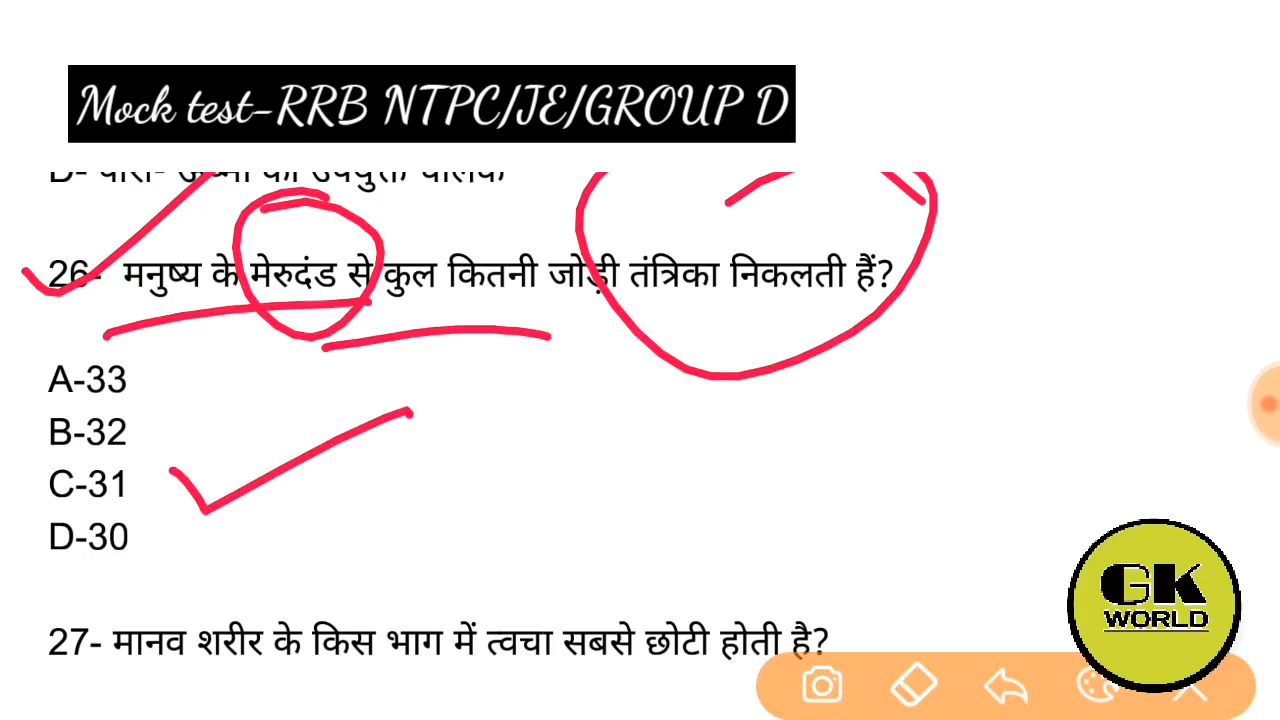 Mock test-RRB NTPC/JE/GROUP D
26- मनुष्य के मेरुदंड से कुल कितनी जोड़ी तंत्रिका निकलती हैं?
A-33
B-32
C-31
D-30
27- मानव शरीर के किस भाग में त्वचा सबसे छोटी होती है?
GK
WORLD